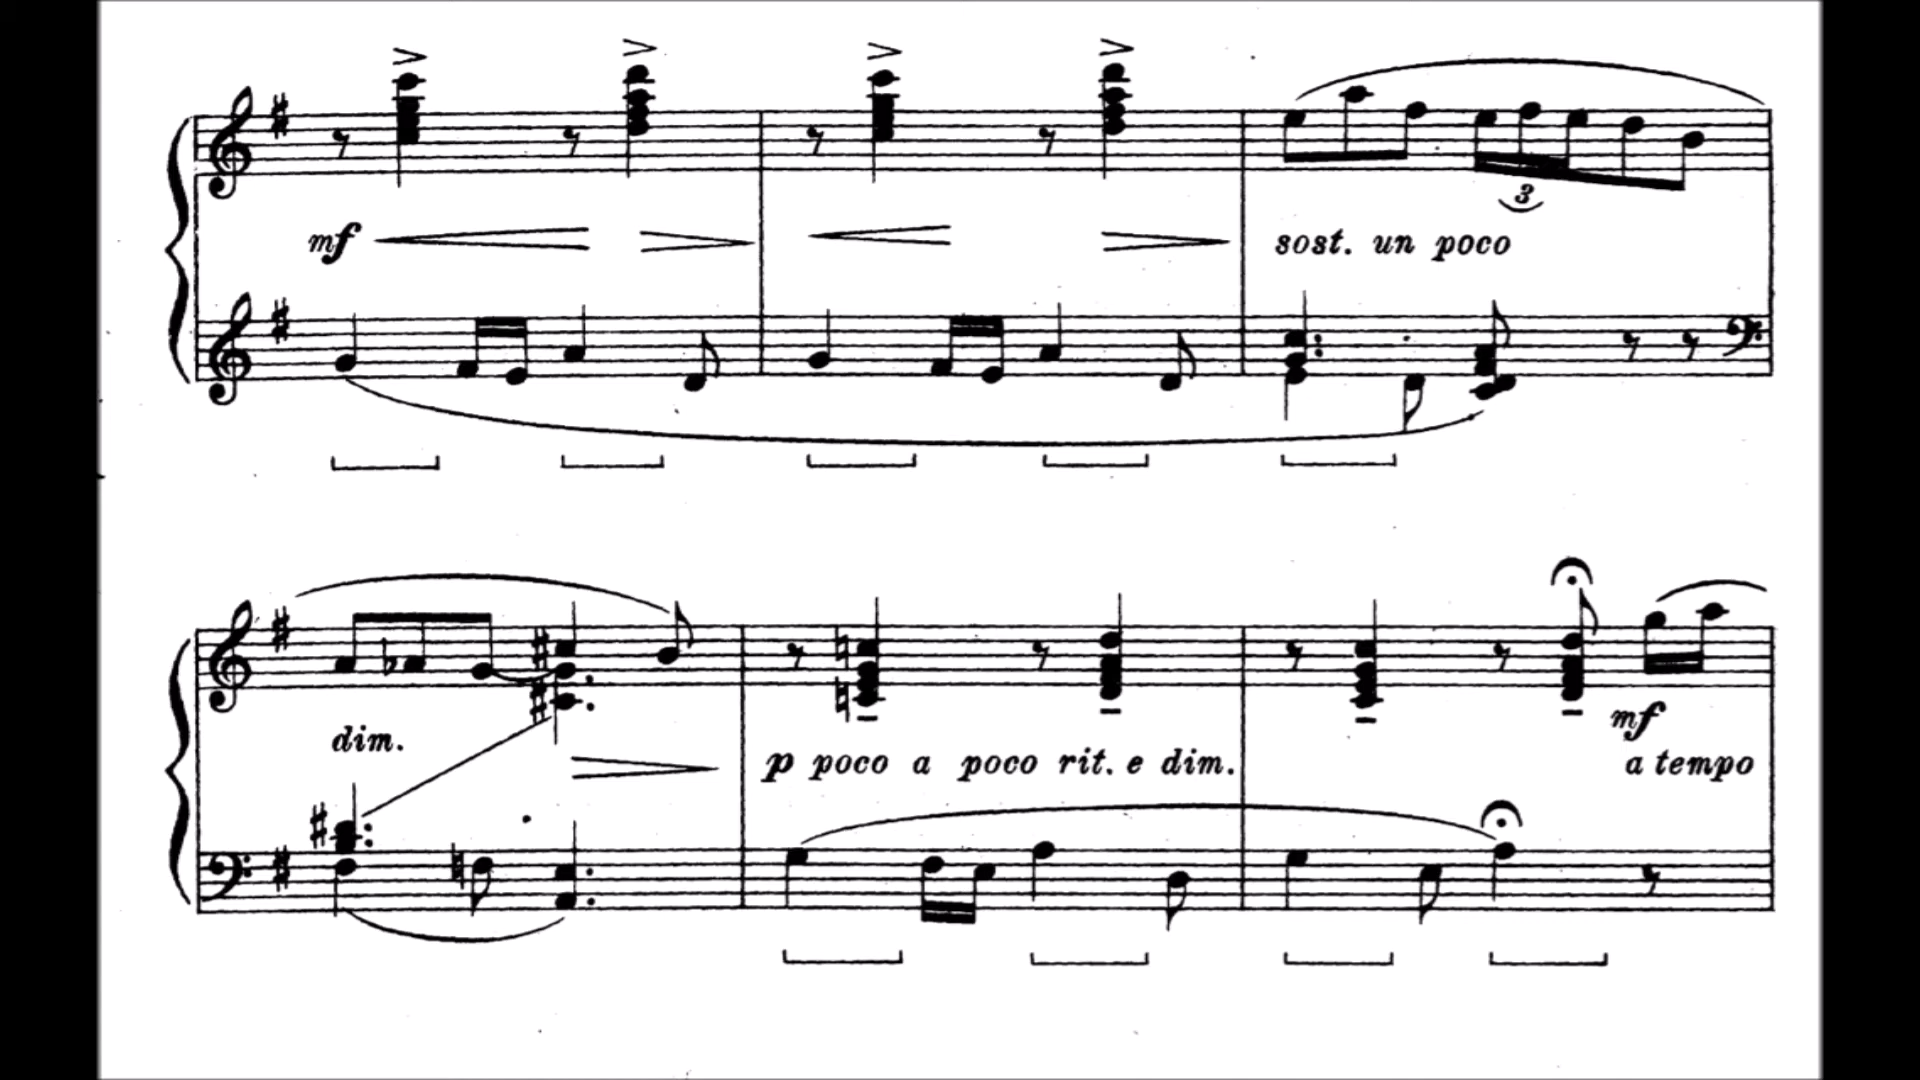 mf sost. un poco
3
dim. p poco a poco rit. e dim. mf
a tempo